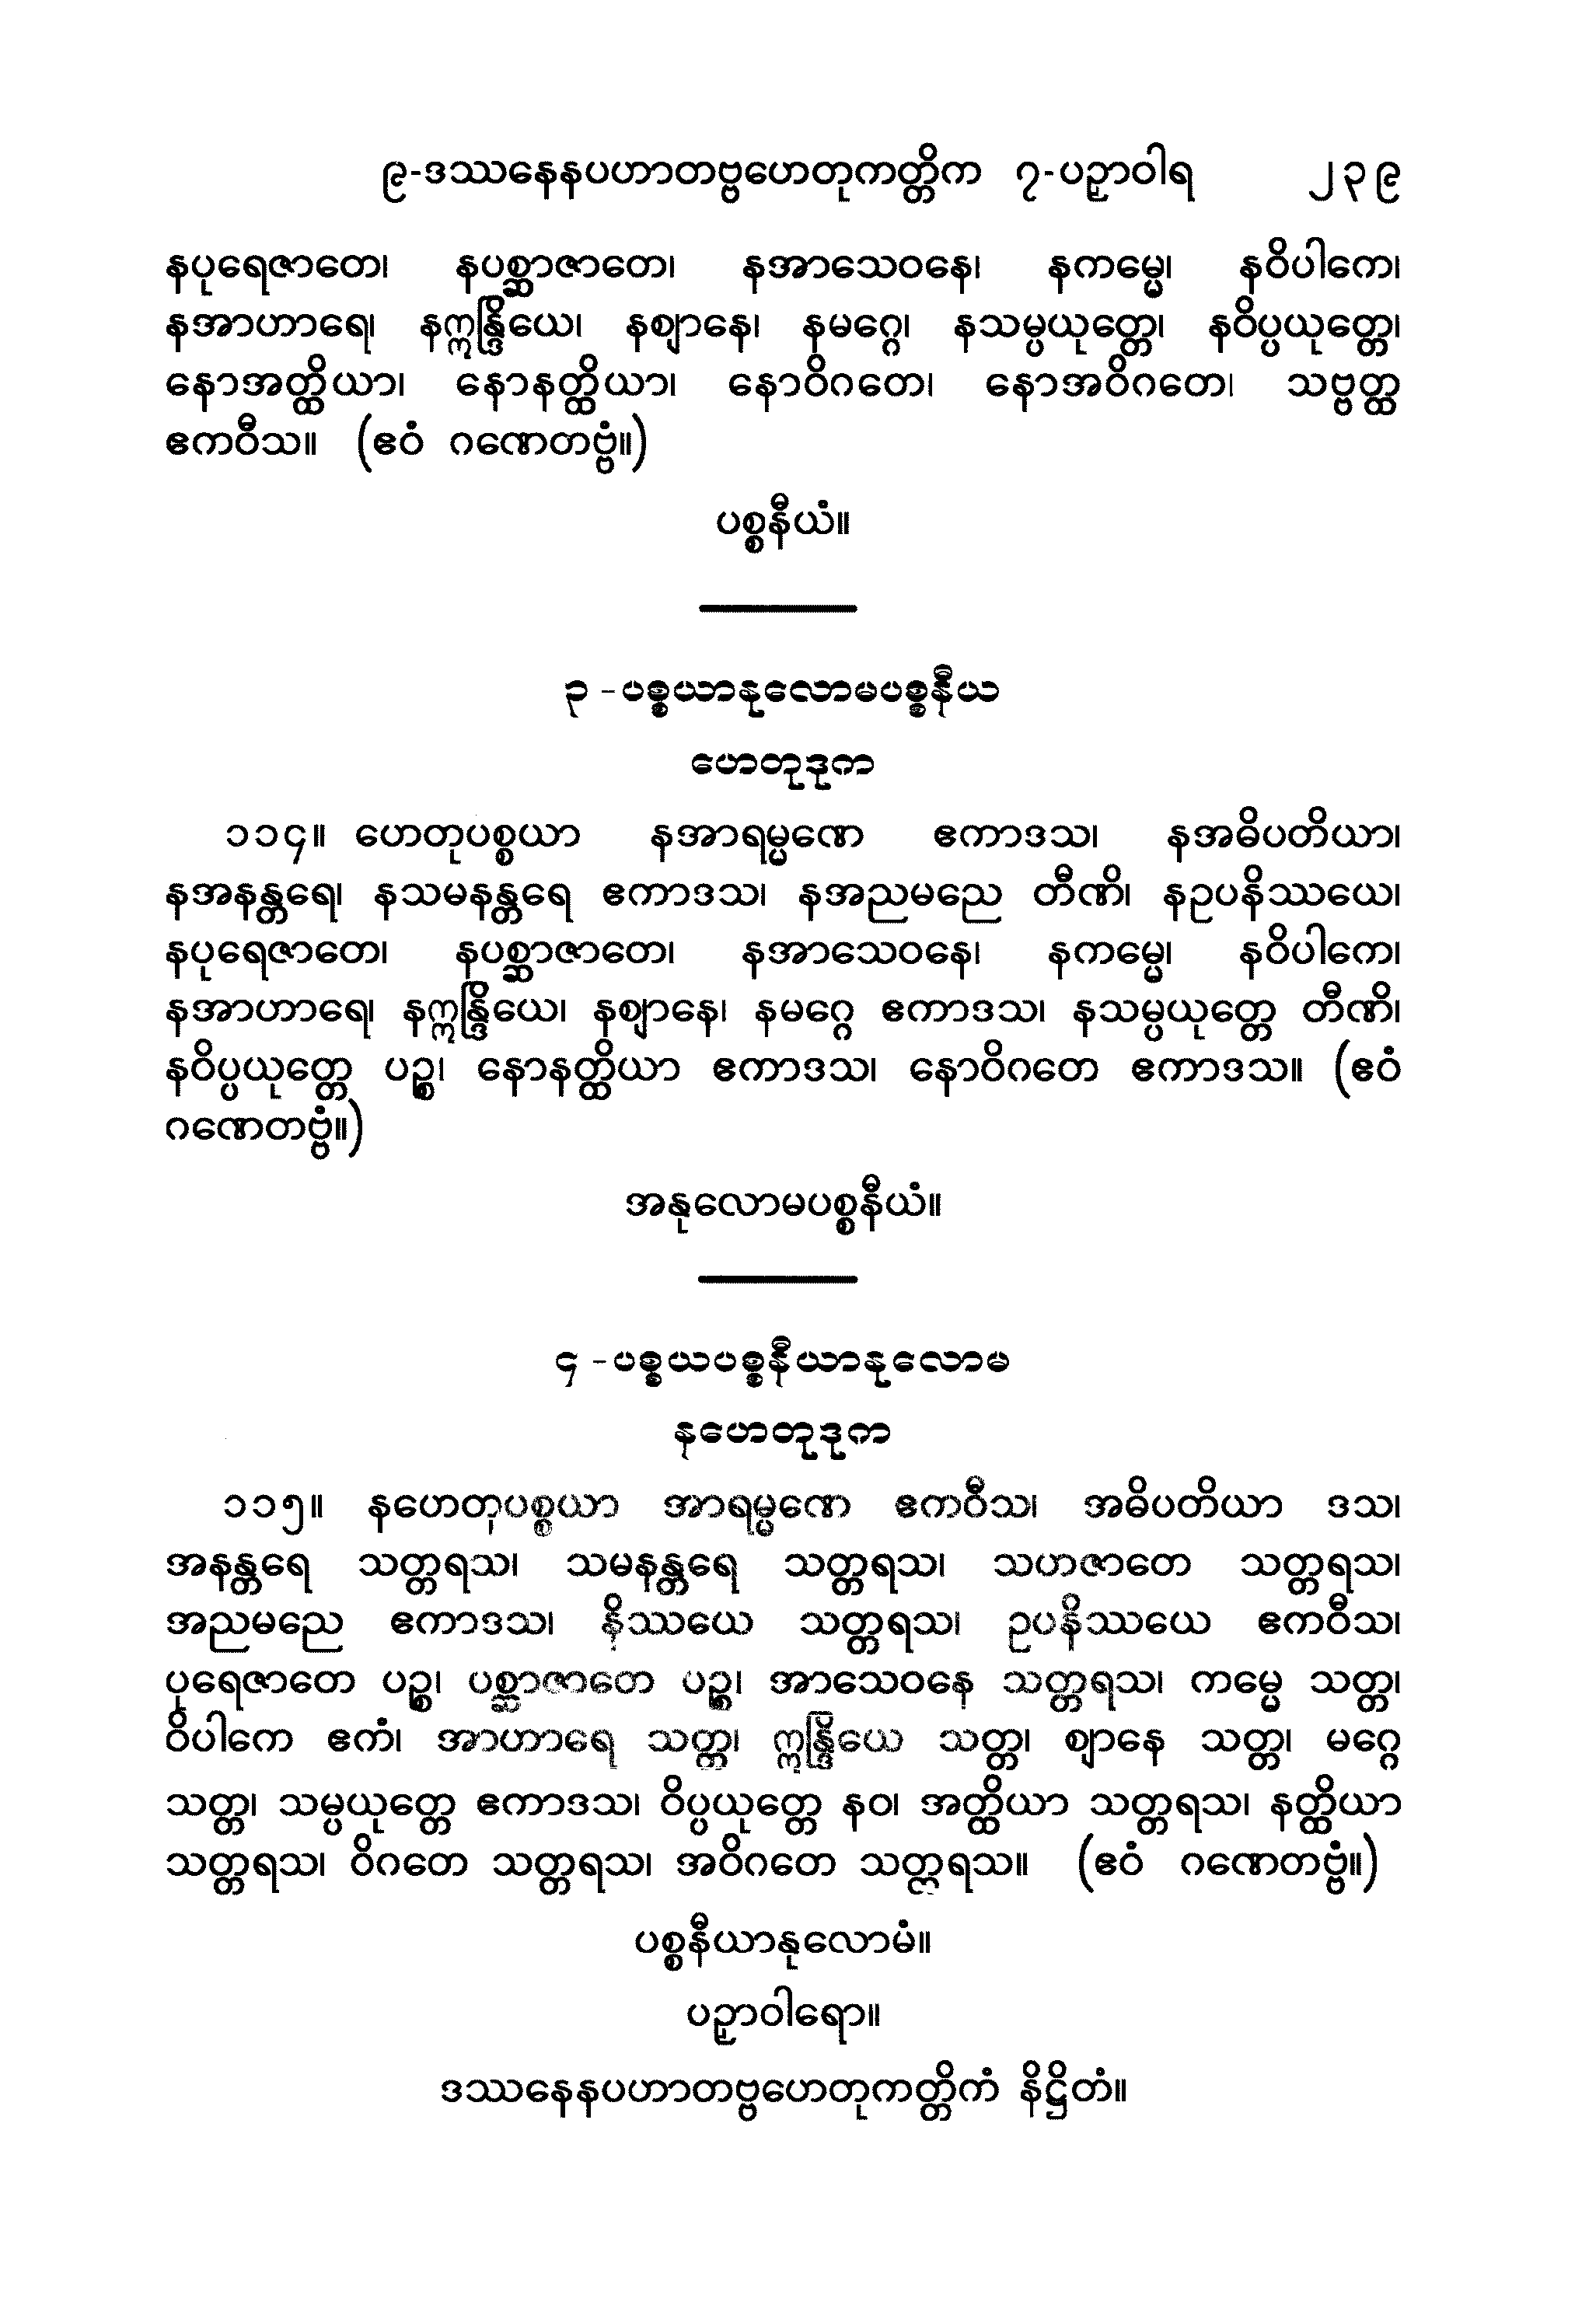 ၉-ဒဿနေနပဟာတဗ္ဗဟေတုကတ္တိက ၇-ပဉှာဝါရ ၂၃၉
နပုရေဇာတေ၊ နပစ္ဆာဇာတေ၊ နအာသေဝနေ၊ နကမ္မေ၊ နဝိပါကေ၊
နအာဟာရေ၊ နဣန္ဒြိယေ၊ နဈာနေ၊ နမဂ္ဂေ၊ နသမ္ပယုတ္တေ၊ နဝိပ္ပယုတ္တေ၊
နောအတ္ထိယာ၊ နောနတ္ထိယာ၊ နောဝိဂတေ၊ နောအဝိဂတေ၊ သဗ္ဗတ္ထ
ဧကဝီသ။ (ဧဝံ ဂဏေတဗ္ဗံ။)
ပစ္စနီယံ။
၃ -ပစ္စယာနုလောမပစ္စနီယ
ဟေတုဒုက
၁၁၄။ ဟေတုပစ္စယာ နအာရမ္မဏေ ဧကာဒသ၊ နအဓိပတိယာ၊
နအနန္တရေ၊ နသမနန္တရေ ဧကာဒသ၊ နအညမညေ တီဏိ၊ နဥပနိဿယေ၊
နပုရေဇာတေ၊ နပစ္ဆာဇာတေ၊ နအာသေဝနေ၊ နကမ္မေ၊ နဝိပါကေ၊
နအာဟာရေ၊ နဣန္ဒြိယေ၊ နဈာနေ၊ နမဂ္ဂေ ဧကာဒသ၊ နသမ္ပယုတ္တေ တီဏိ၊
နဝိပ္ပယုတ္တေ ပဉ္စ၊ နောနတ္ထိယာ ဧကာဒသ၊ နောဝိဂတေ ဧကာဒသ။ (ဧဝံ
ဂဏေတဗ္ဗံ။)
အနုလောမပစ္စနီယံ။
၄ -ပစ္စယပစ္စနီယာနုလောမ
နဟေတုဒုက
၁၁၅။ နဟေတုပစ္စယာ အာရမ္မဏေ ဧကဝီသ၊ အဓိပတိယာ ဒသ၊
အနန္တရေ သတ္တရသ၊ သမနန္တရေ သတ္တရသ၊ သဟဇာတေ သတ္တရသ၊
အညမညေ ဧကာဒသ၊ နိဿယေ သတ္တရသ၊ ဥပနိဿယေ ဧကဝီသ၊
ပုရေဇာတေ ပဉ္စ၊ ပစ္ဆာဇာတေ ပဉ္စ၊ အာသေဝနေ သတ္တရသ၊ ကမ္မေ သတ္တ၊
ဝိပါကေ ဧကံ၊ အာဟာရေ သတ္တ၊ ဣန္ဒြိယေ သတ္တ၊ ဈာနေ သတ္တ၊ မဂ္ဂေ
သတ္တ၊ သမ္ပယုတ္တေ ဧကာဒသ၊ ဝိပ္ပယုတ္တေ နဝ၊ အတ္ထိယာ သတ္တရသ၊ နတ္ထိယာ
သတ္တရသ၊ ဝိဂတေ သတ္တရသ၊ အဝိဂတေ သတ္တရသ။ (ဧဝံ ဂဏေတဗ္ဗံ။)
ပစ္စနီယာနုလောမံ။
ပဉှာဝါရော။
ဒဿနေနပဟာတဗ္ဗဟေတုကတ္တိကံ နိဋ္ဌိတံ။